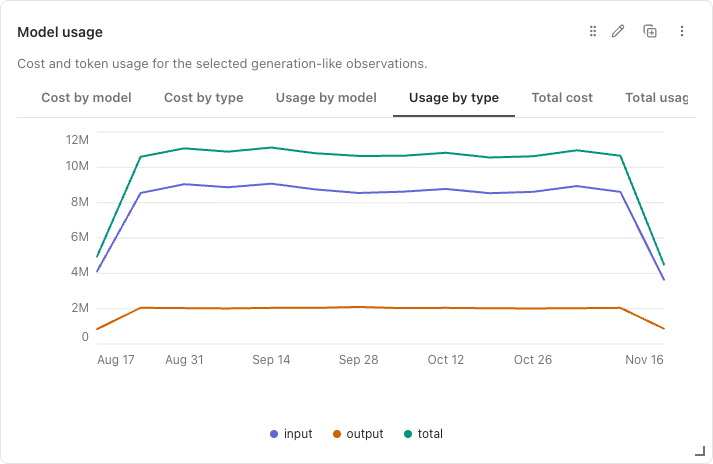 Model usage
Cost and token usage for the selected generation-like observations.
Cost by model Cost by type Usage by model Usage by type Total cost Total usag
12M
10M
8M
6M
4M
2M
0
Aug 17 Aug 31 Sep 14 Sep 28 Oct 12 Oct 26 Nov 16
input output total